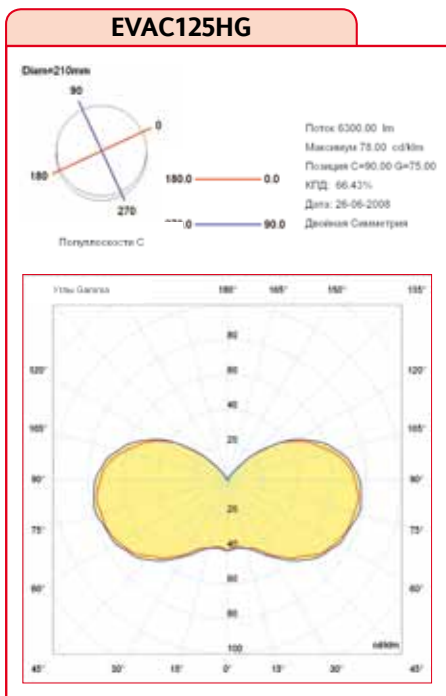 EVAC125HG
Diam=210mm
90
0
180
270
Полуплоскости C
180.0 0.0
.0 90.0
Поток 6300.00 lm
Максимум 78.00 cd/klm
Позиция C=90.00 G=75.00
КПД: 66.43%
Дата: 26-06-2008
Двойная Симметрия
Углы Gamma
180° 165° 150° 135°
80
120° 60 120°
40
105° 105°
20
90° 90°
20
75° 40 75°
60
60° 60°
80
100
cd/klm
45° 30° 15° 0° 15° 30° 45°